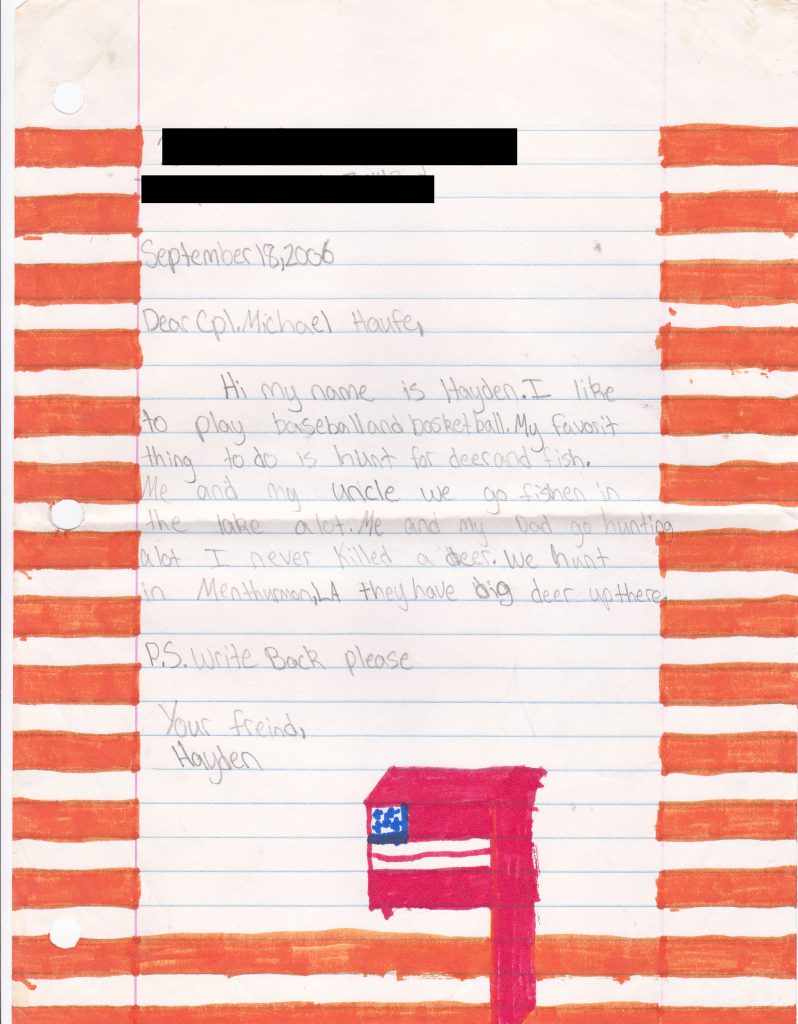 September 18, 2006
Dear Cpl. Michael Haufe,
Hi my name is Hayden. I like
to play baseball and basketball. My favorit
thing to do is hunt for deer and fish.
Me and my uncle we go fishen in
the lake alot. Me and my Dad go hunting
alot I never killed a deer. We hunt
in Menthurman, LA they have big deer up there.
P.S. Write Back please
Your freind,
Hayden